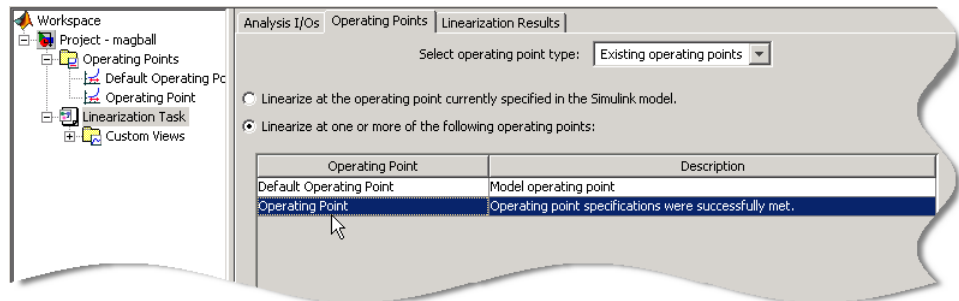 Workspace
Project - magball
Operating Points
Default Operating Po
Operating Point
Linearization Task
Custom Views
Analysis I/Os Operating Points Linearization Results
Select operating point type: Existing operating points
Linearize at the operating point currently specified in the Simulink model.
Linearize at one or more of the following operating points:
Operating Point Description
Default Operating Point Model operating point
Operating Point Operating point specifications were successfully met.